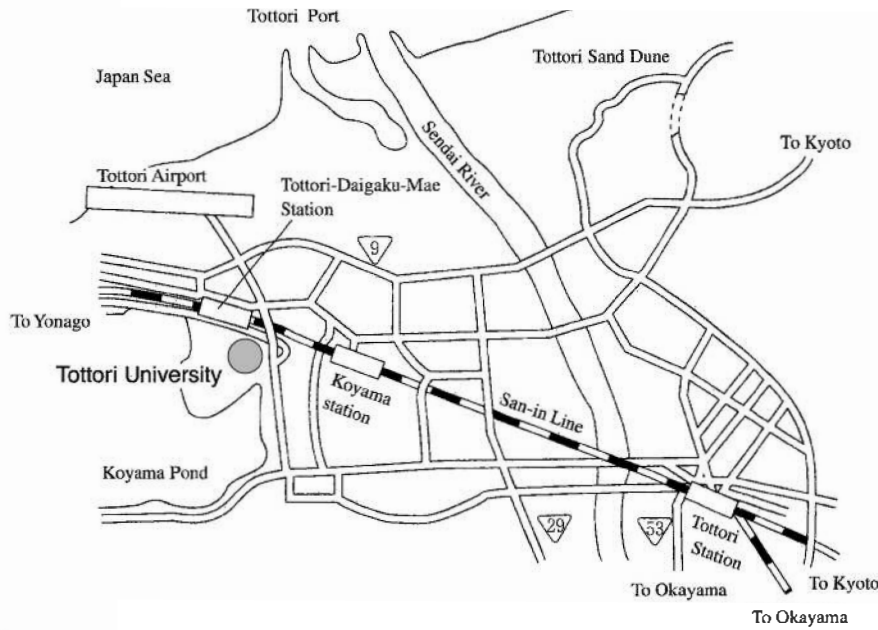 Tottori Port
Japan Sea
Tottori Sand Dune
Sendai River
To Kyoto
Tottori Airport
Tottori-Daigaku-Mae
Station
9
To Yonago
Tottori University
Koyama
station
San-in Line
Koyama Pond
29
53
Tottori
Station
To Okayama
To Kyoto
To Okayama